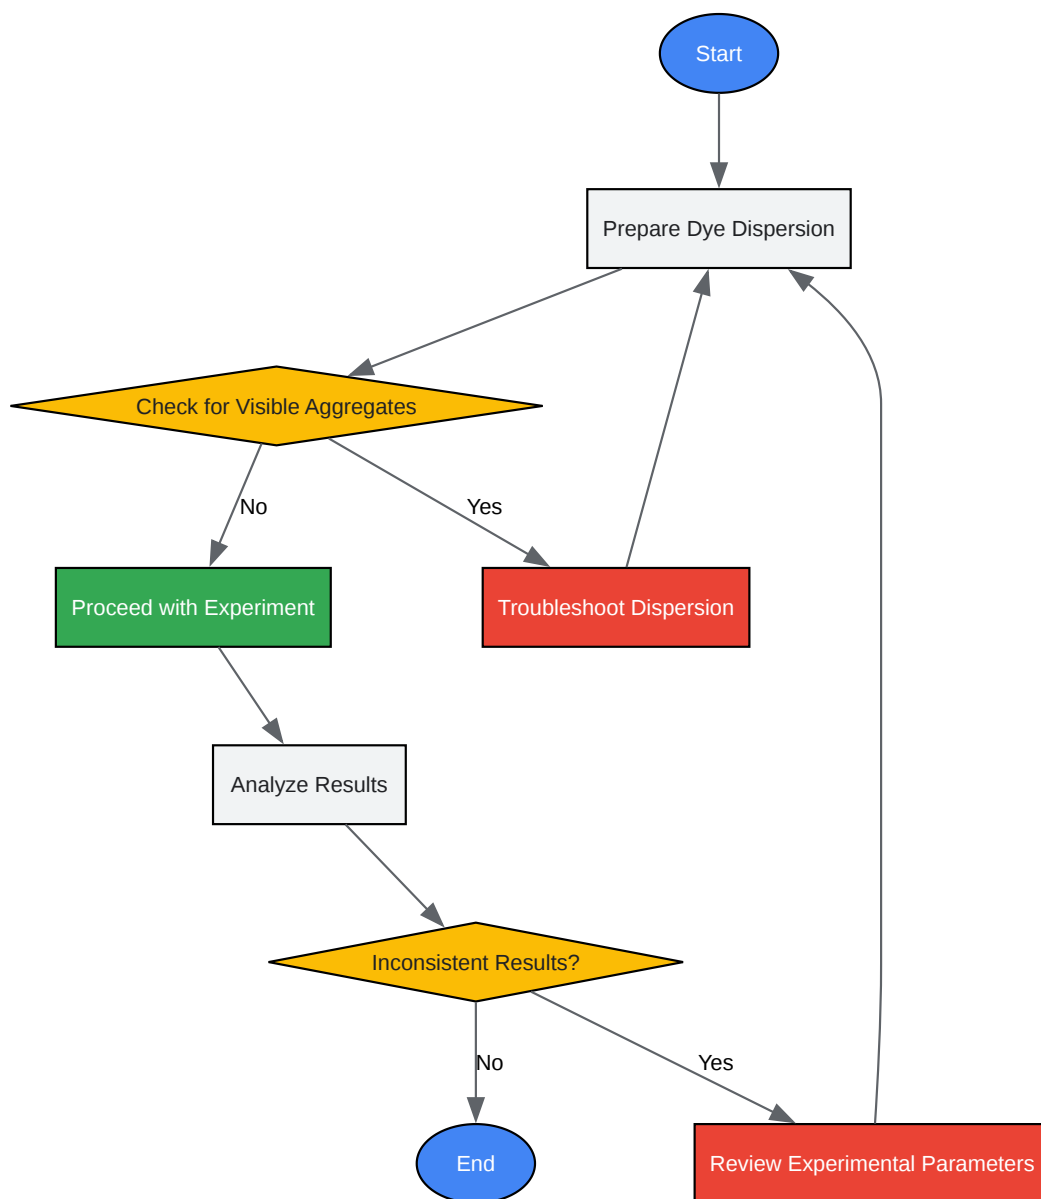 Start
Prepare Dye Dispersion
Check for Visible Aggregates
No
Yes
Proceed with Experiment
Troubleshoot Dispersion
Analyze Results
Inconsistent Results?
No
Yes
End
Review Experimental Parameters